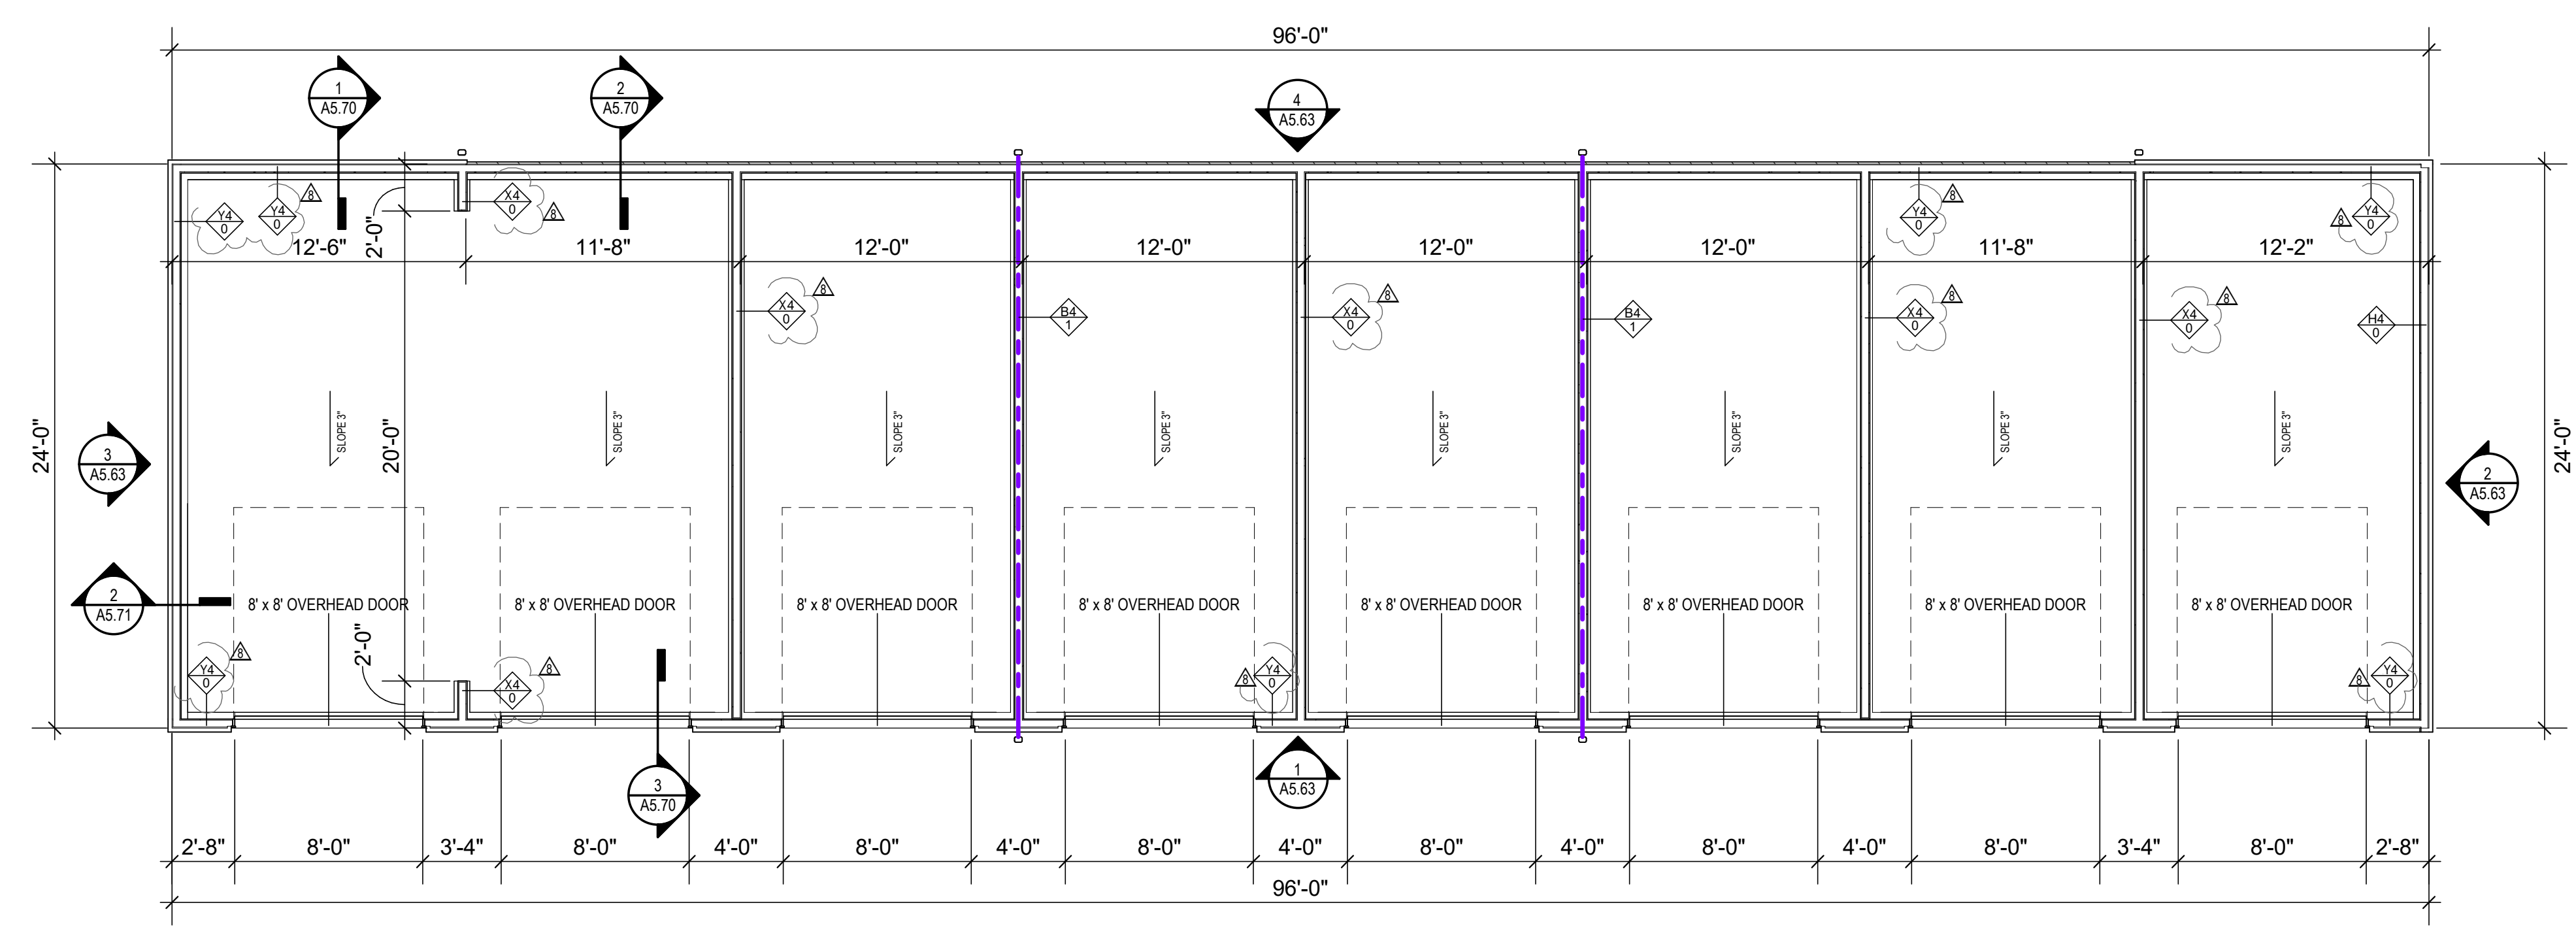 96'-0"
1
A5.70
2
A5.70
4
A5.63
Y4
0
Y4
0
8
2'-0"
X4
0
8
Y4
0
8
8
Y4
0
12'-6"
11'-8"
12'-0"
12'-0"
12'-0"
12'-0"
11'-8"
12'-2"
X4
0
8
B4
1
X4
0
8
B4
1
X4
0
8
X4
0
8
H4
0
24'-0"
3
A5.63
SLOPE 3"
20'-0"
SLOPE 3"
SLOPE 3"
SLOPE 3"
SLOPE 3"
SLOPE 3"
SLOPE 3"
SLOPE 3"
2
A5.63
24'-0"
2
A5.71
8' x 8' OVERHEAD DOOR
8' x 8' OVERHEAD DOOR
8' x 8' OVERHEAD DOOR
8' x 8' OVERHEAD DOOR
8' x 8' OVERHEAD DOOR
8' x 8' OVERHEAD DOOR
8' x 8' OVERHEAD DOOR
8' x 8' OVERHEAD DOOR
Y4
0
8
2'-0"
X4
0
8
8
Y4
0
8
Y4
0
3
A5.70
1
A5.63
2'-8"
8'-0"
3'-4"
8'-0"
4'-0"
8'-0"
4'-0"
8'-0"
4'-0"
8'-0"
4'-0"
8'-0"
4'-0"
8'-0"
3'-4"
8'-0"
2'-8"
96'-0"